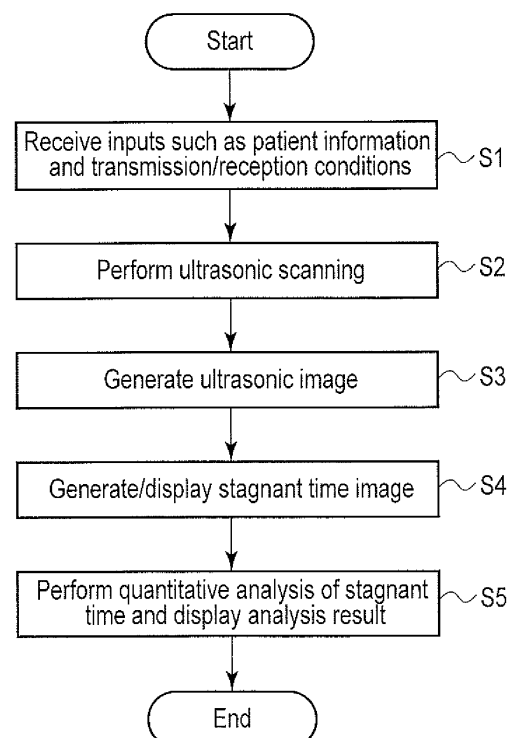 Start
Receive inputs such as patient information
and transmission/reception conditions
S1
Perform ultrasonic scanning
S2
Generate ultrasonic image
S3
Generate/display stagnant time image
S4
Perform quantitative analysis of stagnant
time and display analysis result
S5
End